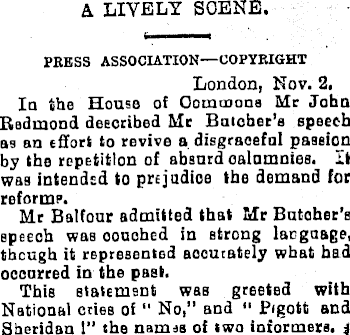 A LIVELY SCENE.
PRESS ASSOCIATION—COPYRIGHT
London, Nov. 2.
In the House of Commons Mr John
Redmond described Mr Butcher's speech
as an effort to revive a disgraceful passion
by the repetition of absurd calumnies. It
was intended to prejudice the demand for
reforms.
Mr Balfour admitted that Mr Butcher's
speech was couched in strong language,
though it represented accurately what had
occurred in the past.
This statement was greeted with
National cries of " No," and " Pigott and
Sheridan !" the names of two informers.